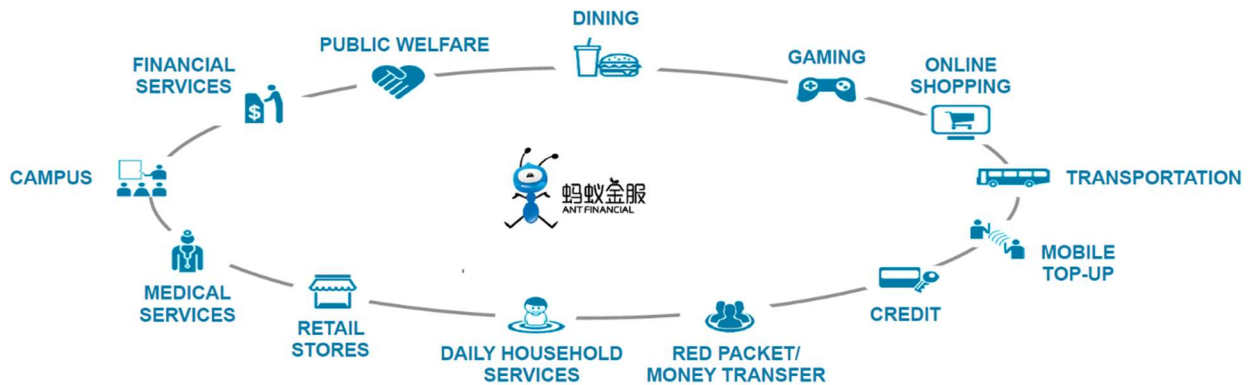 DINING
PUBLIC WELFARE
GAMING
FINANCIAL
SERVICES
ONLINE
SHOPPING
$
CAMPUS
蚂蚁金服
ANT FINANCIAL
TRANSPORTATION
MOBILE
TOP-UP
MEDICAL
SERVICES
CREDIT
RETAIL
STORES
DAILY HOUSEHOLD
SERVICES
RED PACKET/
MONEY TRANSFER